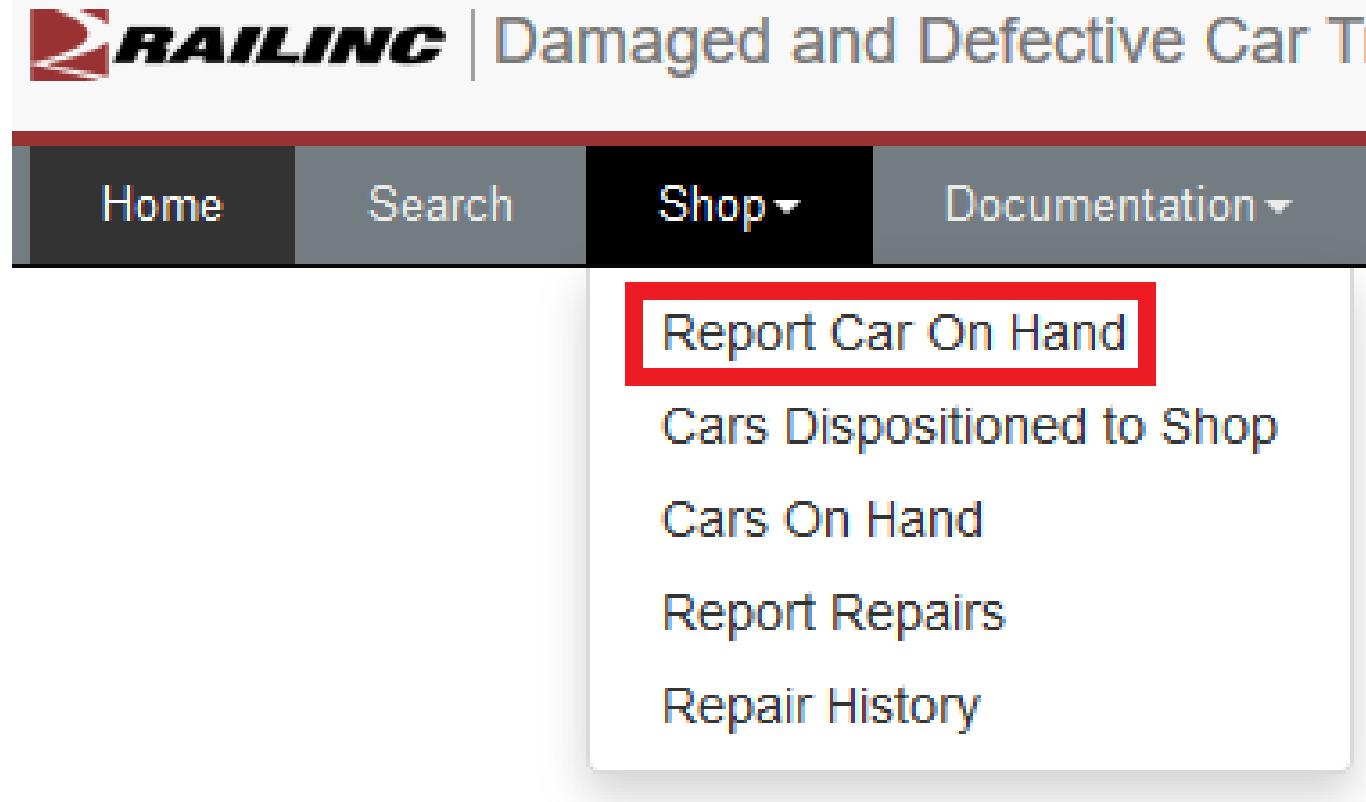 RAILINC Damaged and Defective Car
Home Search Shop Documentation
Report Car On Hand
Cars Dispositioned to Shop
Cars On Hand
Report Repairs
Repair History